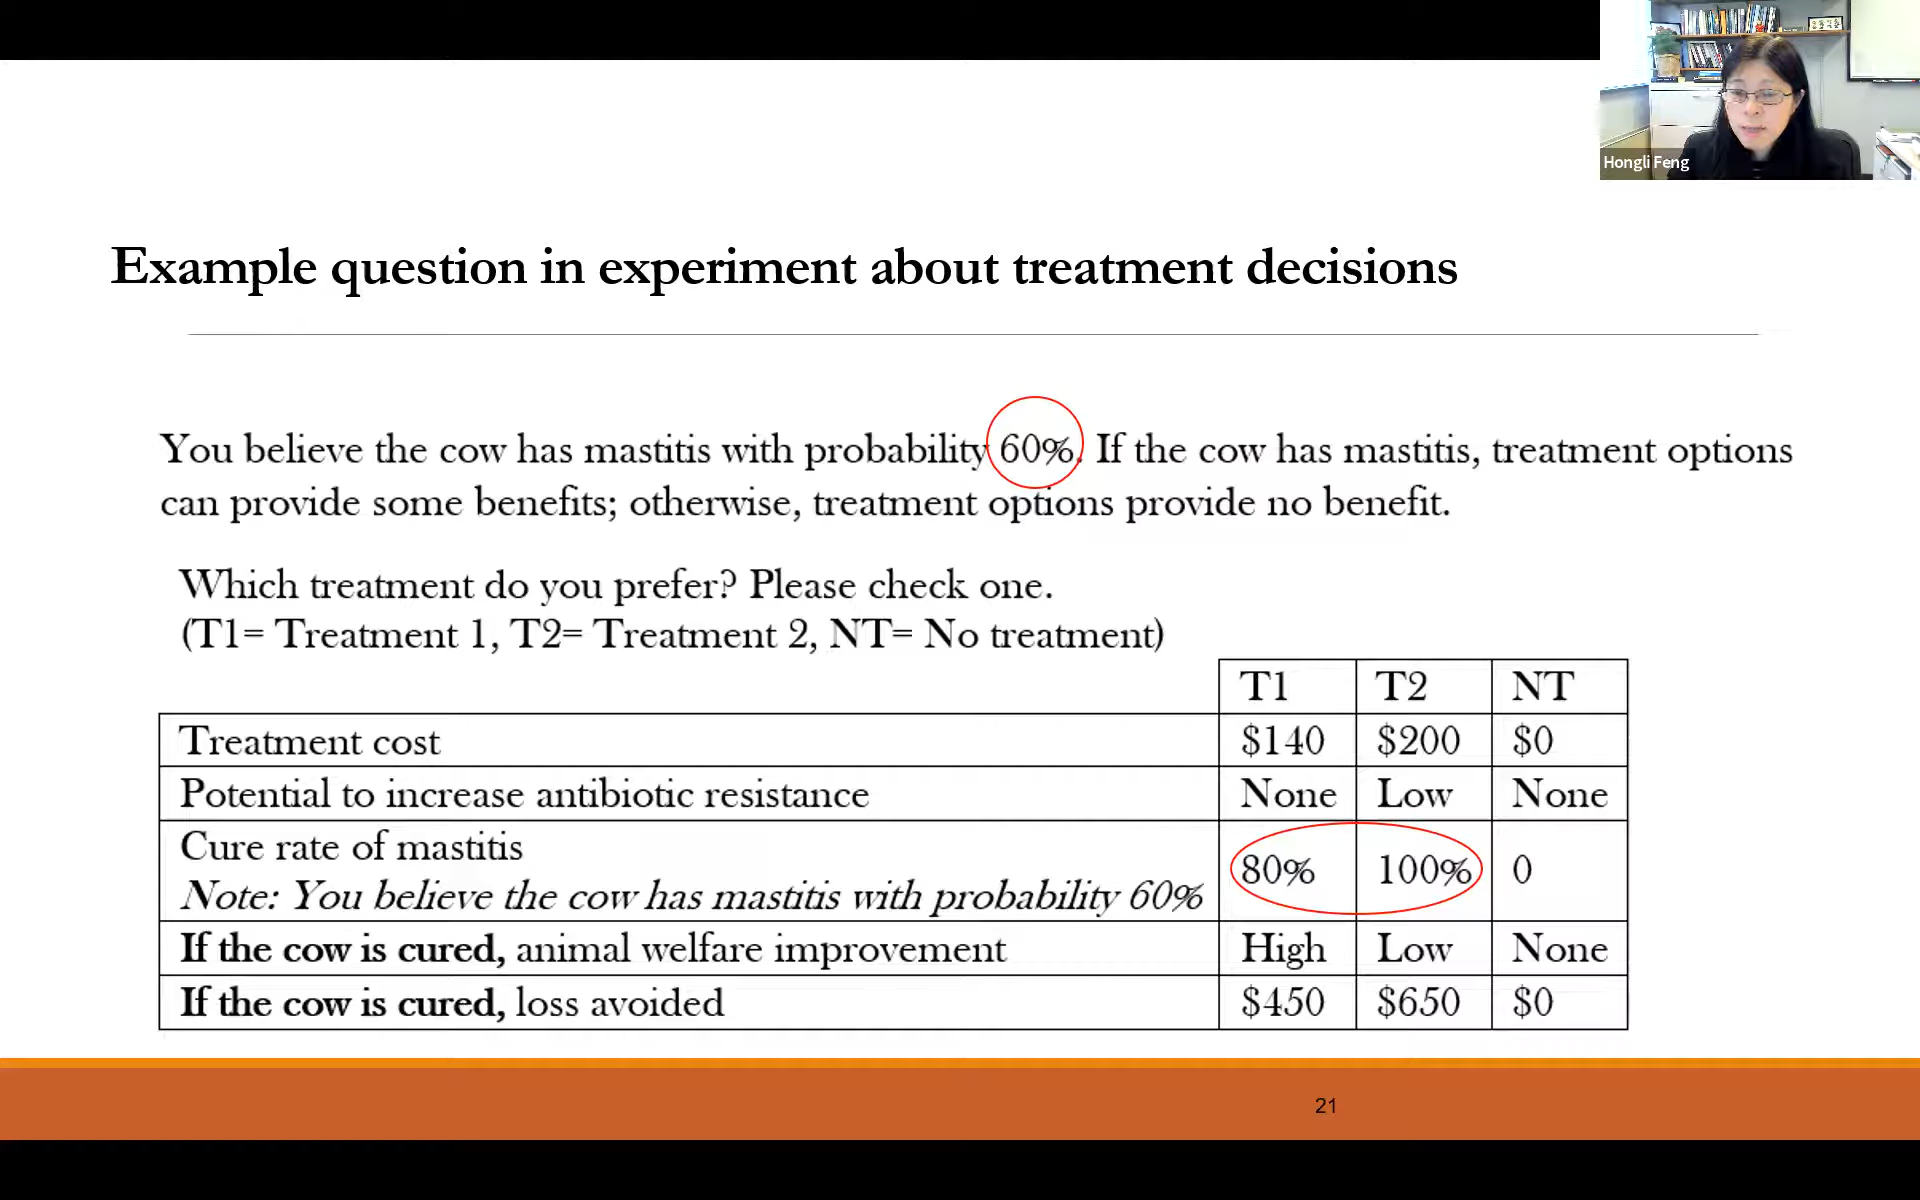 Hongli Feng
Example question in experiment about treatment decisions
You believe the cow has mastitis with probability 60%. If the cow has mastitis, treatment options
can provide some benefits; otherwise, treatment options provide no benefit.
Which treatment do you prefer? Please check one.
(T1= Treatment 1, T2= Treatment 2, NT= No treatment)
T1 T2 NT
Treatment cost $140 $200 $0
Potential to increase antibiotic resistance None Low None
Cure rate of mastitis
Note: You believe the cow has mastitis with probability 60% 80% 100% 0
If the cow is cured, animal welfare improvement High Low None
If the cow is cured, loss avoided $450 $650 $0
21